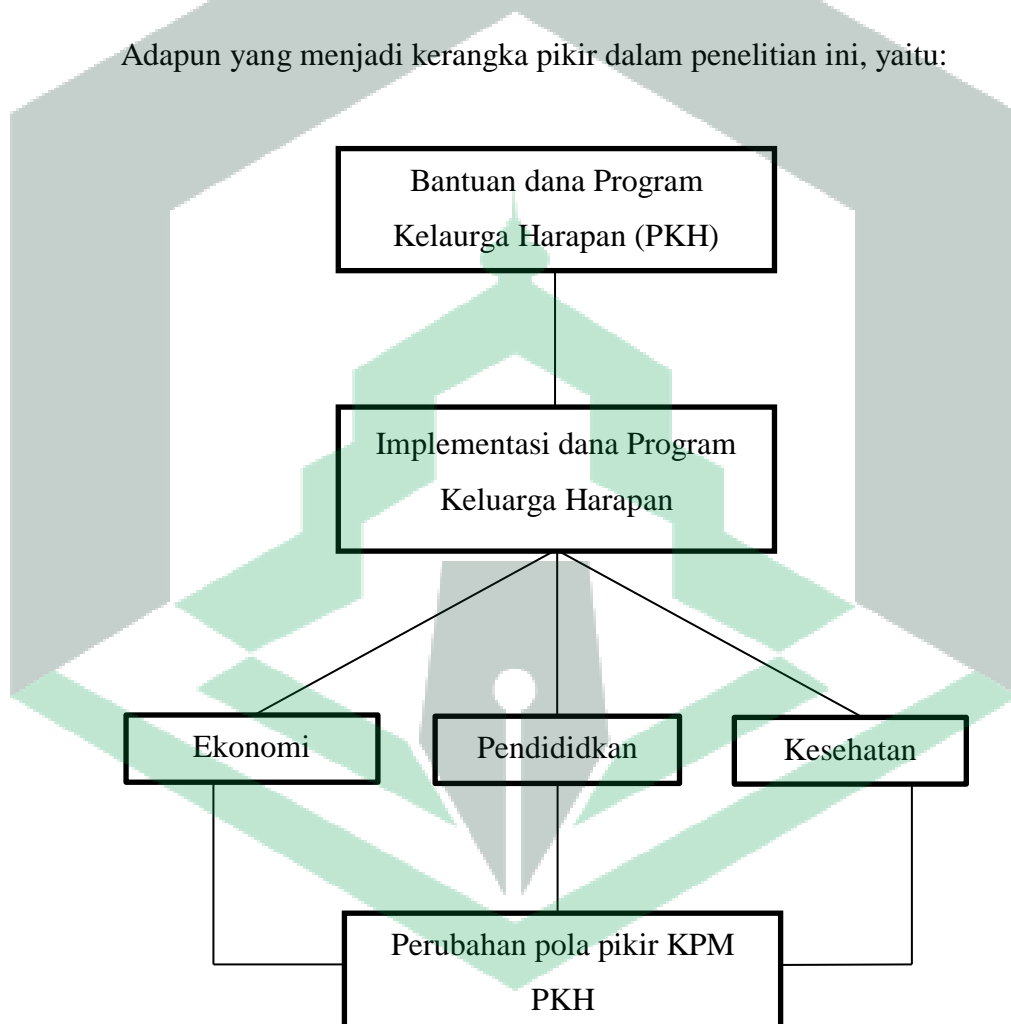 Adapun yang menjadi kerangka pikir dalam penelitian ini, yaitu:
Bantuan dana Program
Kelaurga Harapan (PKH)
Implementasi dana Program
Keluarga Harapan
Ekonomi
Pendididkan
Kesehatan
Perubahan pola pikir KPM
PKH